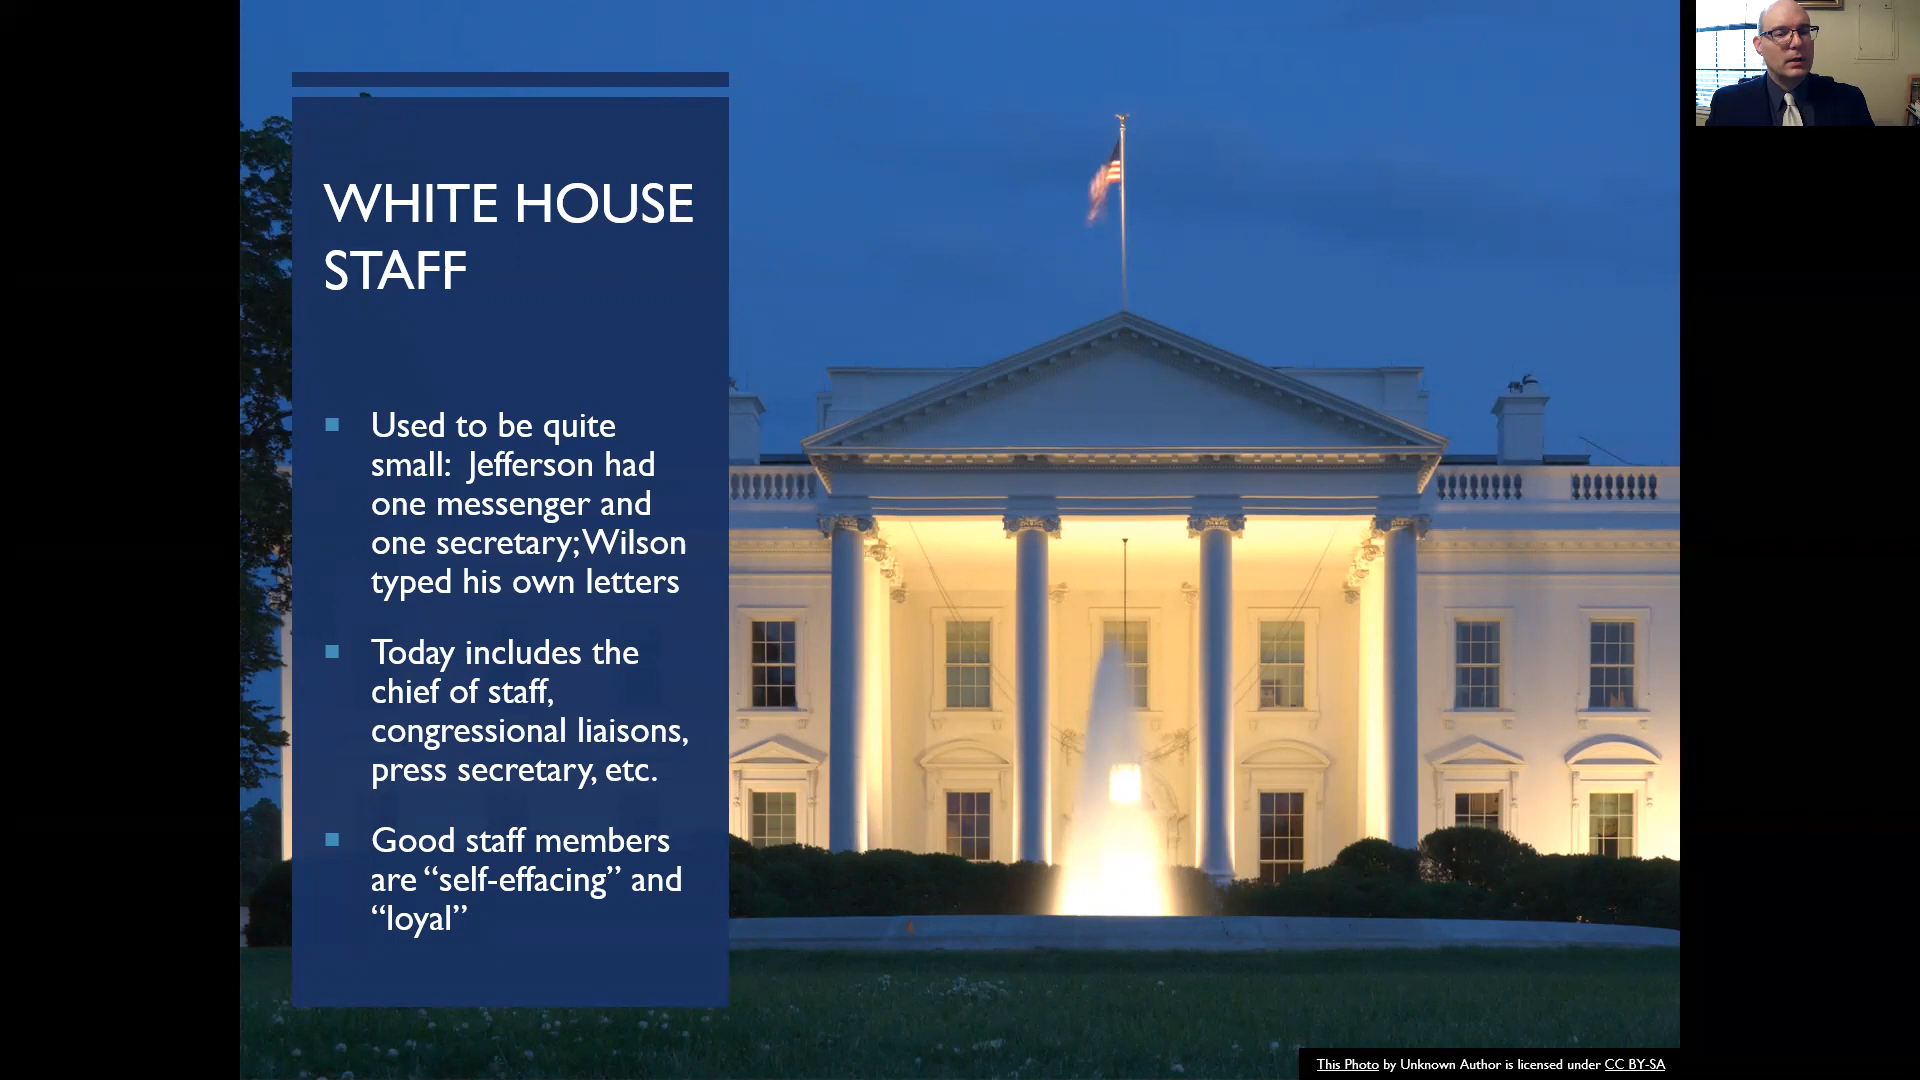 WHITE HOUSE
STAFF
Used to be quite
small: Jefferson had
one messenger and
one secretary; Wilson
typed his own letters
Today includes the
chief of staff,
congressional liaisons,
press secretary, etc.
Good staff members
are “self-effacing” and
“loyal”
This Photo by Unknown Author is licensed under CC BY-SA